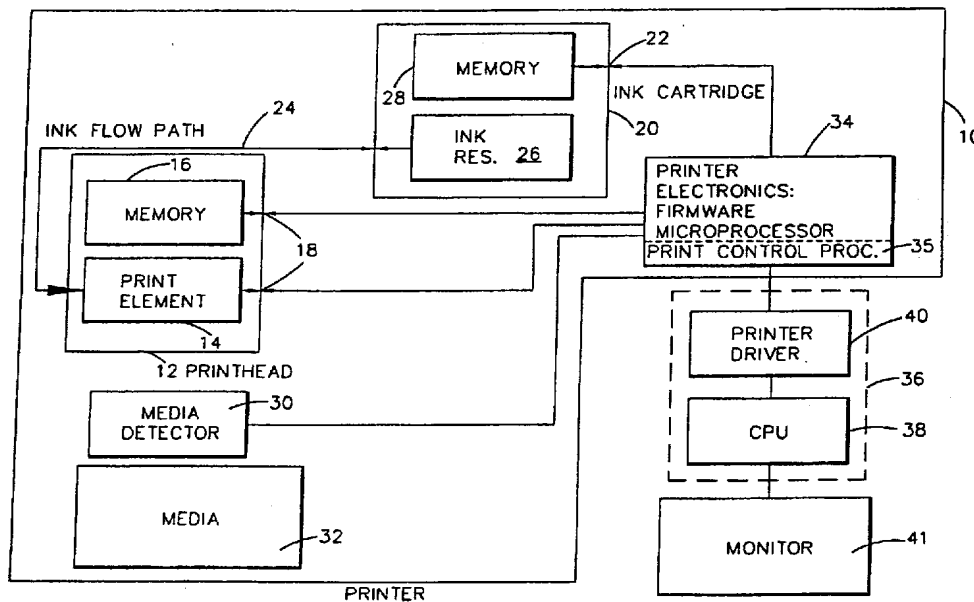 22
MEMORY
28
INK CARTRIDGE
20
24
INK FLOW PATH
INK
RES. 26
34
10
16
MEMORY
PRINTER
ELECTRONICS:
FIRMWARE
MICROPROCESSOR
PRINT CONTROL PROC.
35
18
PRINT
ELEMENT
14
12 PRINTHEAD
PRINTER
DRIVER
40
36
30
MEDIA
DETECTOR
CPU
38
MEDIA
32
MONITOR
41
PRINTER